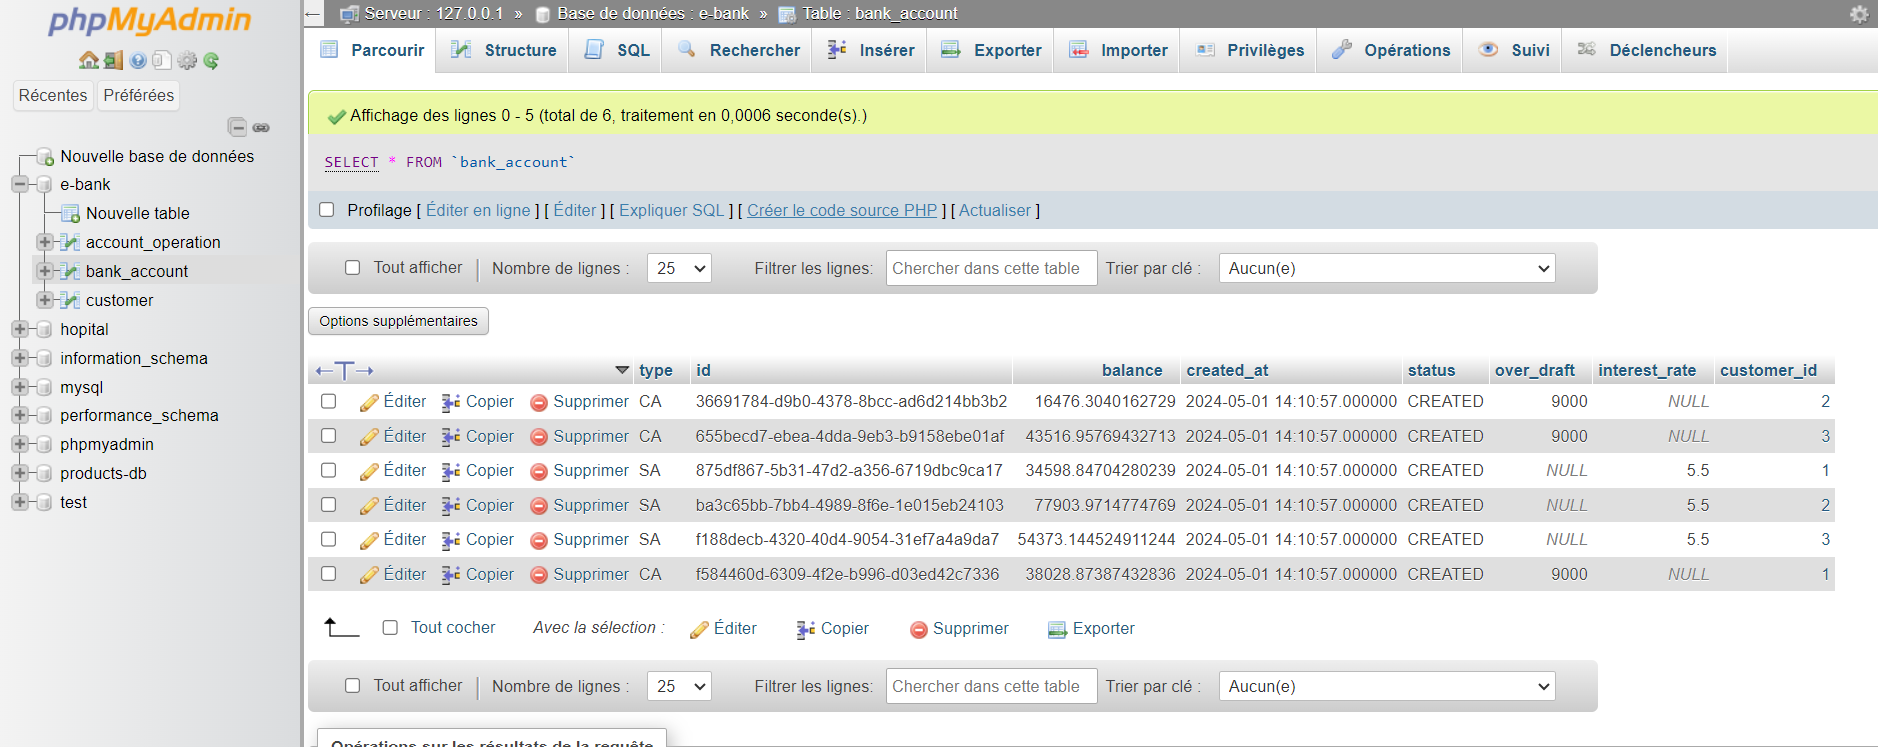 phpMyAdmin
Récentes Préférées
Nouvelle base de données
e-bank
Nouvelle table
account_operation
bank_account
customer
hopital
information_schema
mysql
performance_schema
phpmyadmin
products-db
test
← Serveur : 127.0.0.1 » Base de données : e-bank » Table : bank_account
Parcourir Structure SQL Rechercher Insérer Exporter Importer Privilèges Opérations Suivi Déclencheurs
Affichage des lignes 0 - 5 (total de 6, traitement en 0,0006 seconde(s).)
SELECT * FROM `bank_account`
Profilage [ Éditer en ligne ] [ Éditer ] [ Expliquer SQL ] [ Créer le code source PHP ] [ Actualiser ]
Tout afficher | Nombre de lignes : 25 Filtrer les lignes: Chercher dans cette table Trier par clé : Aucun(e)
Options supplémentaires
←T→ type id balance created_at status over_draft interest_rate customer_id
Éditer Copier Supprimer CA 36691784-d9b0-4378-8bcc-ad6d214bb3b2 16476.3040162729 2024-05-01 14:10:57.000000 CREATED 9000 NULL 2
Éditer Copier Supprimer CA 655becd7-ebea-4dda-9eb3-b9158ebe01af 43516.95769432713 2024-05-01 14:10:57.000000 CREATED 9000 NULL 3
Éditer Copier Supprimer SA 875df867-5b31-47d2-a356-6719dbc9ca17 34598.84704280239 2024-05-01 14:10:57.000000 CREATED NULL 5.5 1
Éditer Copier Supprimer SA ba3c65bb-7bb4-4989-8f6e-1e015eb24103 77903.9714774769 2024-05-01 14:10:57.000000 CREATED NULL 5.5 2
Éditer Copier Supprimer SA f188decb-4320-40d4-9054-31ef7a4a9da7 54373.144524911244 2024-05-01 14:10:57.000000 CREATED NULL 5.5 3
Éditer Copier Supprimer CA f584460d-6309-4f2e-b996-d03ed42c7336 38028.87387432836 2024-05-01 14:10:57.000000 CREATED 9000 NULL 1
Tout cocher Avec la sélection : Éditer Copier Supprimer Exporter
Tout afficher | Nombre de lignes : 25 Filtrer les lignes: Chercher dans cette table Trier par clé : Aucun(e)
Opérations sur les résultats de la requête